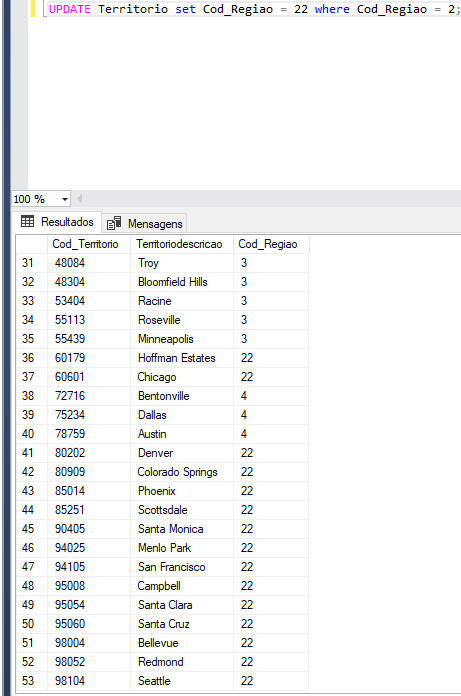 UPDATE Territorio set Cod_Regiao = 22 where Cod_Regiao = 2;
100 %
Resultados Mensagens
Cod_Territorio Territoriodescricao Cod_Regiao
31 48084 Troy 3
32 48304 Bloomfield Hills 3
33 53404 Racine 3
34 55113 Roseville 3
35 55439 Minneapolis 3
36 60179 Hoffman Estates 22
37 60601 Chicago 22
38 72716 Bentonville 4
39 75234 Dallas 4
40 78759 Austin 4
41 80202 Denver 22
42 80909 Colorado Springs 22
43 85014 Phoenix 22
44 85251 Scottsdale 22
45 90405 Santa Monica 22
46 94025 Menlo Park 22
47 94105 San Francisco 22
48 95008 Campbell 22
49 95054 Santa Clara 22
50 95060 Santa Cruz 22
51 98004 Bellevue 22
52 98052 Redmond 22
53 98104 Seattle 22